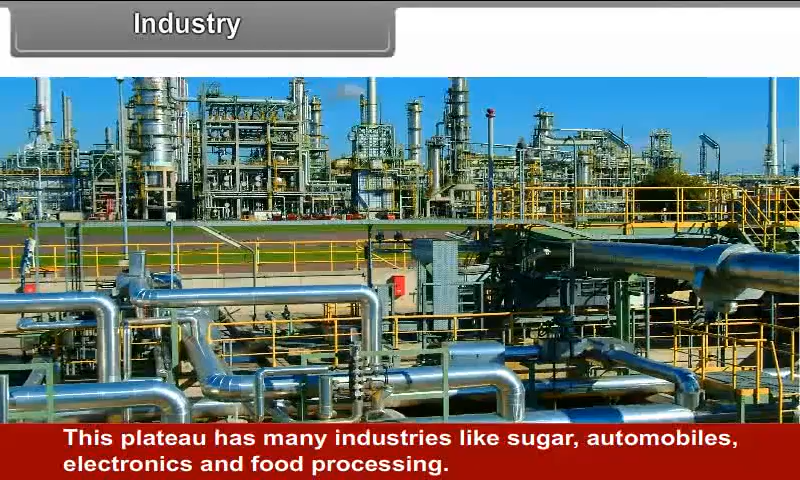 Industry
This plateau has many industries like sugar, automobiles,
electronics and food processing.